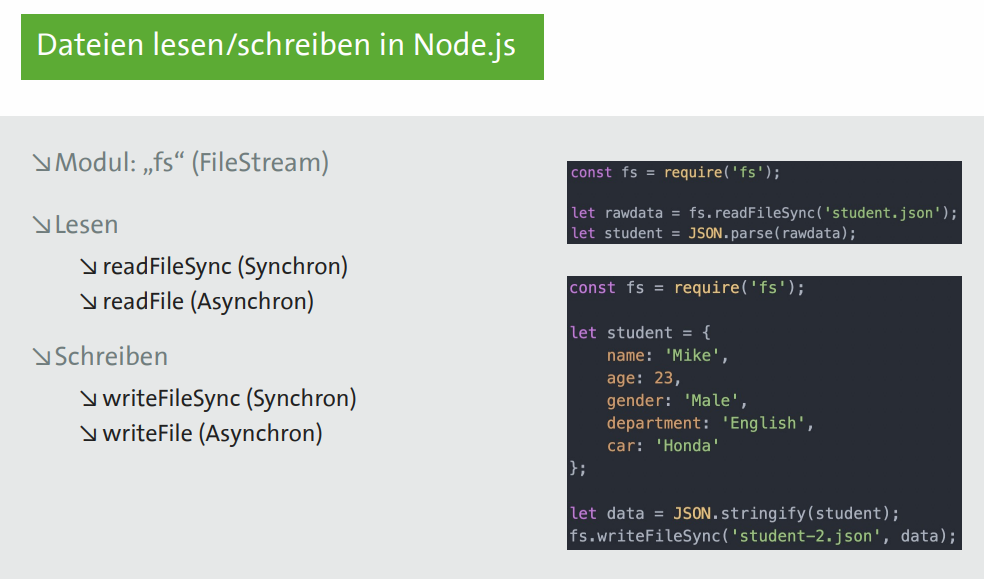 Dateien lesen/schreiben in Node.js
↘ Modul: „fs“ (FileStream)
↘ Lesen
↘ readFileSync (Synchron)
↘ readFile (Asynchron)
↘ Schreiben
↘ writeFileSync (Synchron)
↘ writeFile (Asynchron)
const fs = require('fs');
let rawdata = fs.readFileSync('student.json');
let student = JSON.parse(rawdata);
const fs = require('fs');
let student = {
    name: 'Mike',
    age: 23,
    gender: 'Male',
    department: 'English',
    car: 'Honda'
};
let data = JSON.stringify(student);
fs.writeFileSync('student-2.json', data);